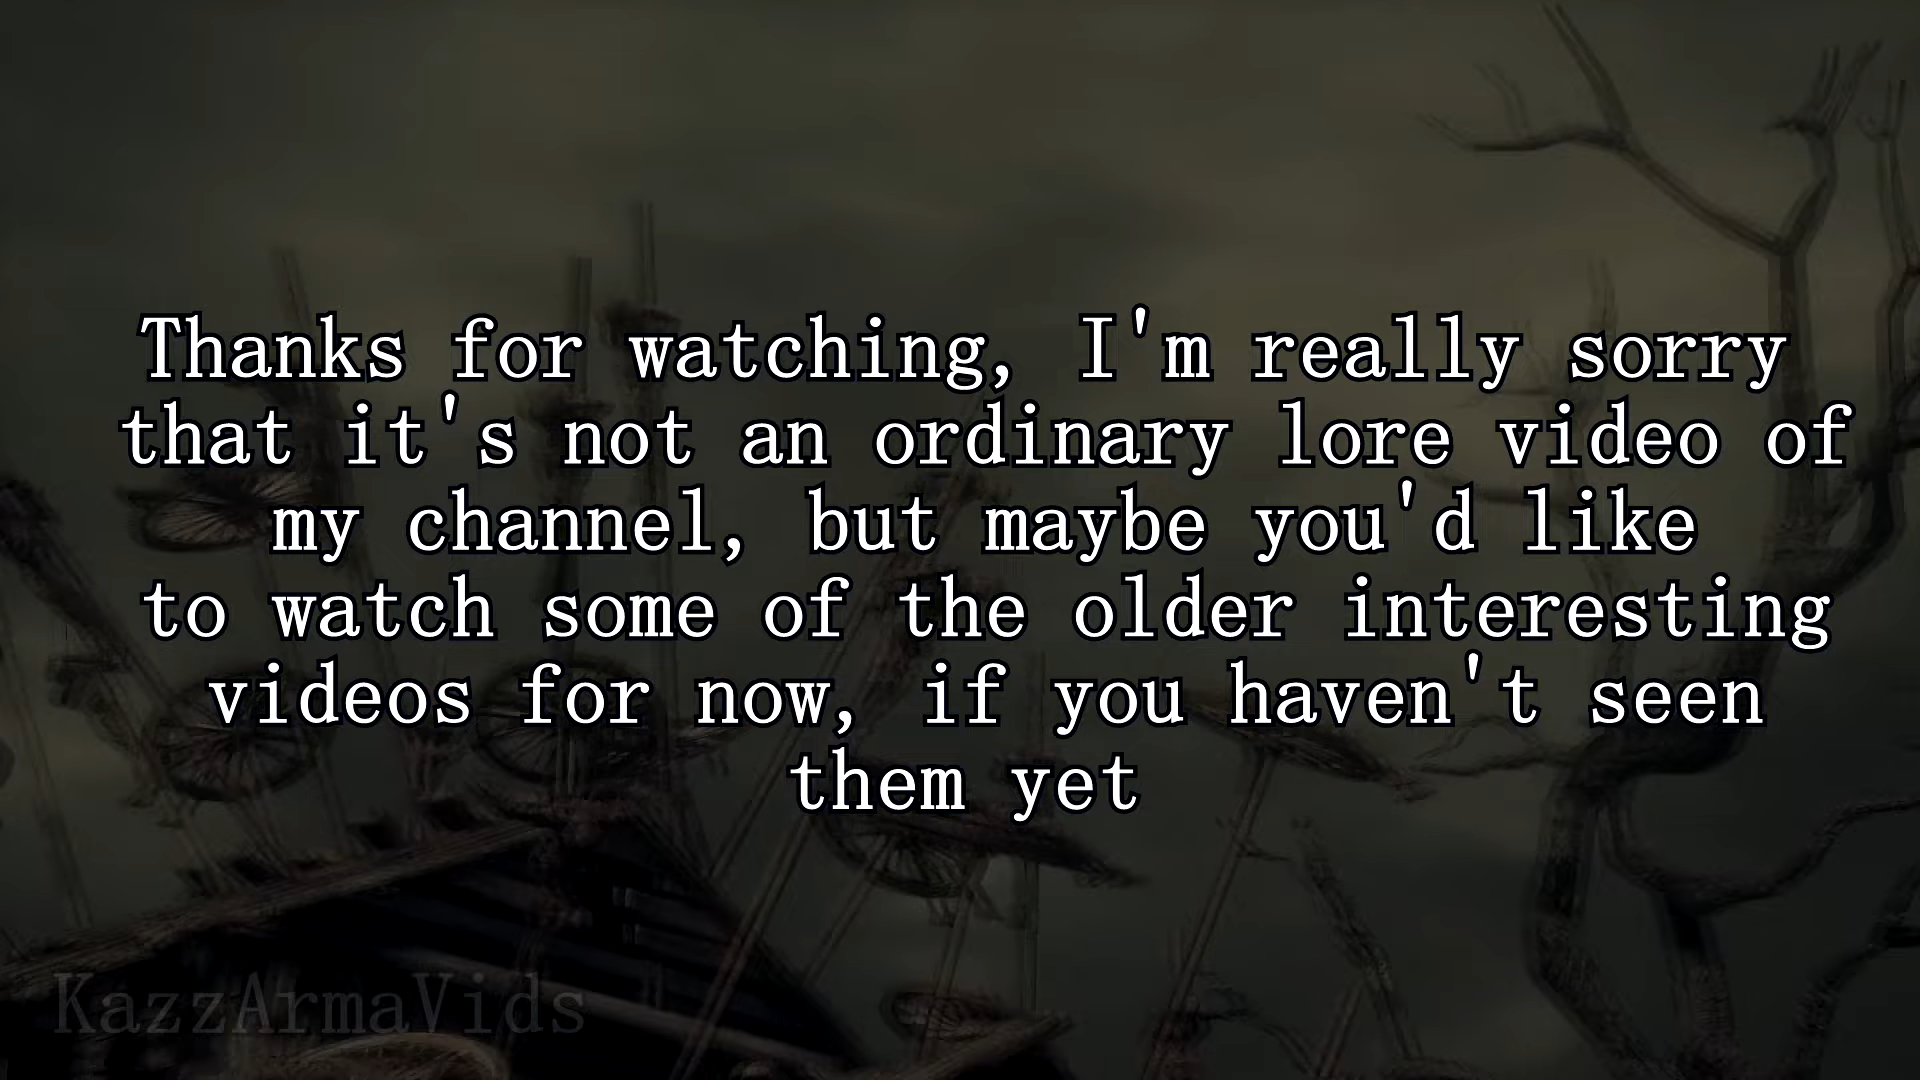 Thanks for watching, I'm really sorry
that it's not an ordinary lore video of
my channel, but maybe you'd like
to watch some of the older interesting
videos for now, if you haven't seen
them yet
KazzArmaVids